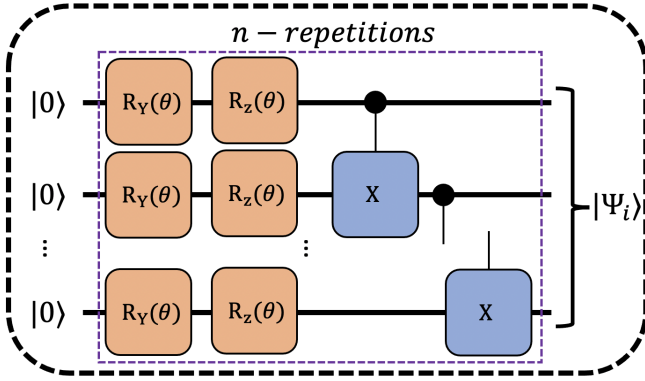 n − repetitions
|0⟩ R_Y(θ) R_z(θ)
|0⟩ R_Y(θ) R_z(θ) X
|Ψ_i⟩
⋮ ⋮
|0⟩ R_Y(θ) R_z(θ) X